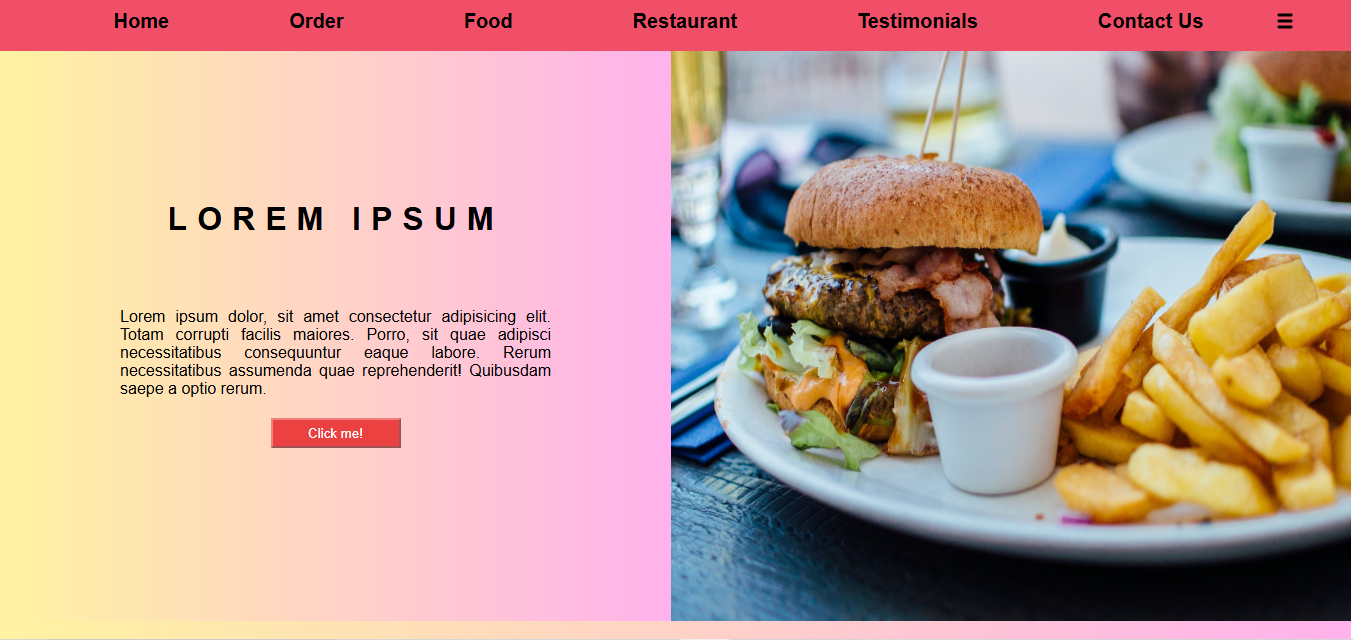 Home Order Food Restaurant Testimonials Contact Us ☰
LOREM IPSUM
Lorem ipsum dolor, sit amet consectetur adipisicing elit.
Totam corrupti facilis maiores. Porro, sit quae adipisci
necessitatibus consequuntur eaque labore. Rerum
necessitatibus assumenda quae reprehenderit! Quibusdam
saepe a optio rerum.
Click me!